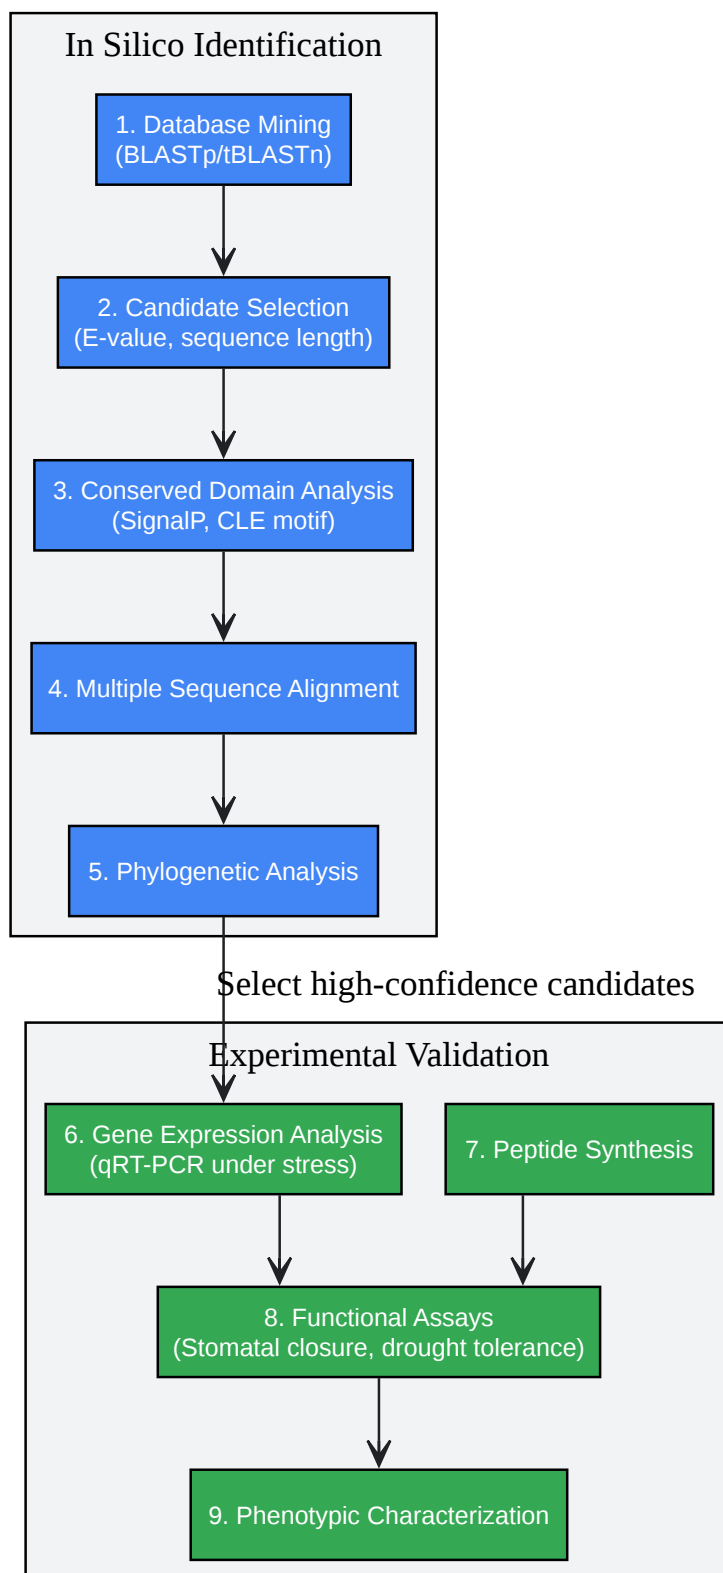 In Silico Identification
1. Database Mining
(BLASTp/tBLASTn)
2. Candidate Selection
(E-value, sequence length)
3. Conserved Domain Analysis
(SignalP, CLE motif)
4. Multiple Sequence Alignment
5. Phylogenetic Analysis
Select high-confidence candidates
Experimental Validation
6. Gene Expression Analysis
(qRT-PCR under stress)
7. Peptide Synthesis
8. Functional Assays
(Stomatal closure, drought tolerance)
9. Phenotypic Characterization